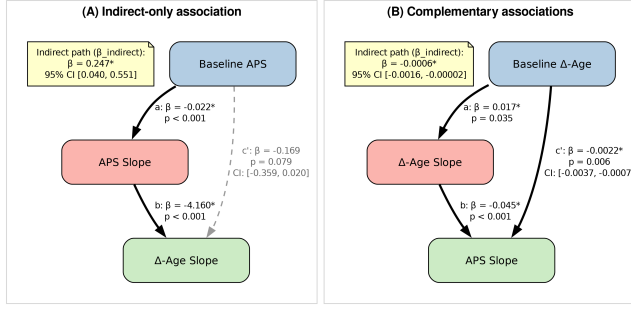 (A) Indirect-only association
Indirect path (β_indirect):
β = 0.247*
95% CI [0.040, 0.551]
Baseline APS
a: β = -0.022*
p < 0.001
APS Slope
c': β = -0.169
p = 0.079
CI: [-0.359, 0.020]
b: β = -4.160*
p < 0.001
Δ-Age Slope
(B) Complementary associations
Indirect path (β_indirect):
β = -0.0006*
95% CI [-0.0016, -0.00002]
Baseline Δ-Age
a: β = 0.017*
p = 0.035
Δ-Age Slope
c': β = -0.0022*
p = 0.006
CI: [-0.0037, -0.0007
b: β = -0.045*
p < 0.001
APS Slope